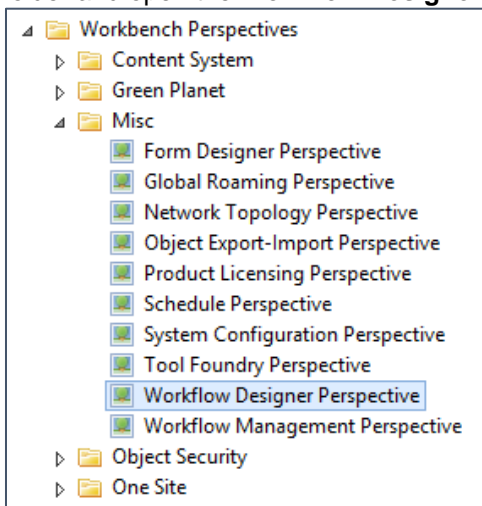 Workbench Perspectives
Content System
Green Planet
Misc
Form Designer Perspective
Global Roaming Perspective
Network Topology Perspective
Object Export-Import Perspective
Product Licensing Perspective
Schedule Perspective
System Configuration Perspective
Tool Foundry Perspective
Workflow Designer Perspective
Workflow Management Perspective
Object Security
One Site